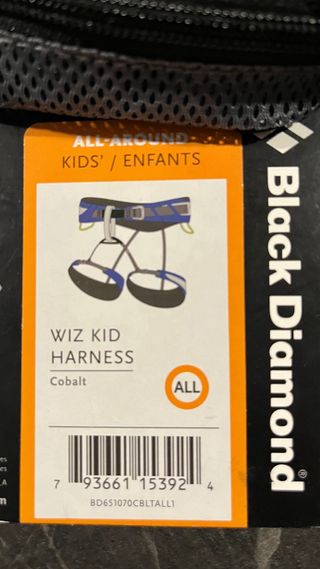 ALL-AROUND
KIDS' / ENFANTS
WIZ KID
HARNESS
Cobalt
ALL
7 93661 15392 4
BD651070CBLTALL1
Black Diamond®